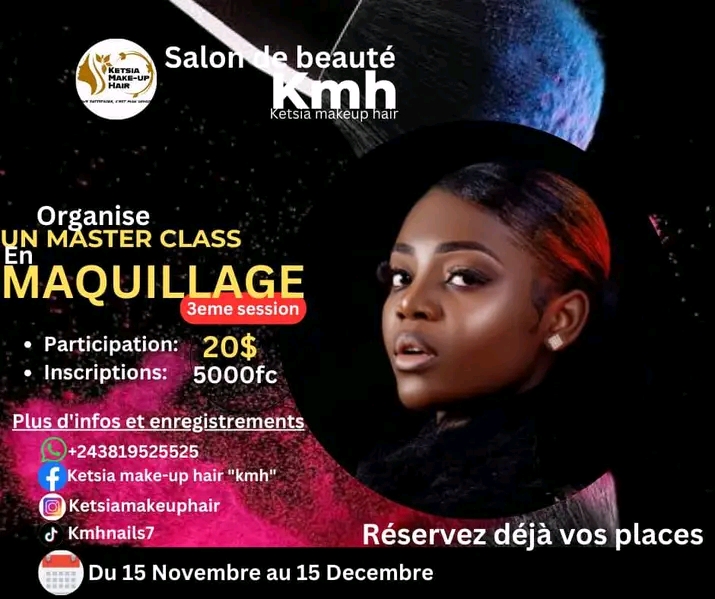 Salon de beauté
Kmh
Ketsia makeup hair
KETSIA
MAKE-UP
HAIR
Organise
UN MASTER CLASS
En
MAQUILLAGE
3eme session
• Participation: 20$
• Inscriptions: 5000fc
Plus d'infos et enregistrements
+243819525525
Ketsia make-up hair "kmh"
Ketsiamakeuphair
Kmhnails7
Réservez déjà vos places
Du 15 Novembre au 15 Decembre